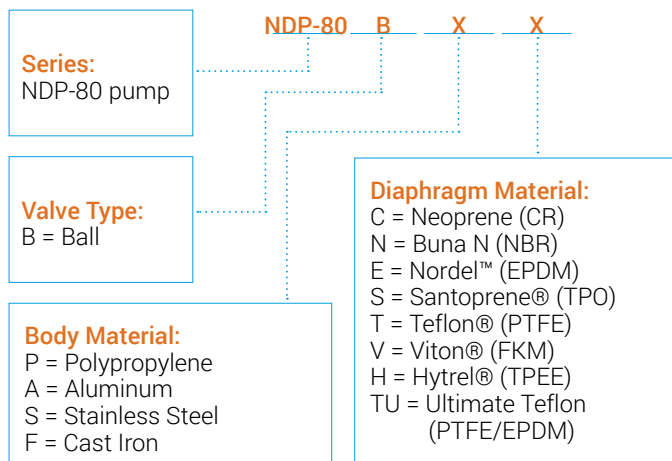 NDP-80 B X X
Series:
NDP-80 pump
Valve Type:
B = Ball
Body Material:
P = Polypropylene
A = Aluminum
S = Stainless Steel
F = Cast Iron
Diaphragm Material:
C = Neoprene (CR)
N = Buna N (NBR)
E = Nordel™ (EPDM)
S = Santoprene® (TPO)
T = Teflon® (PTFE)
V = Viton® (FKM)
H = Hytrel® (TPEE)
TU = Ultimate Teflon
(PTFE/EPDM)